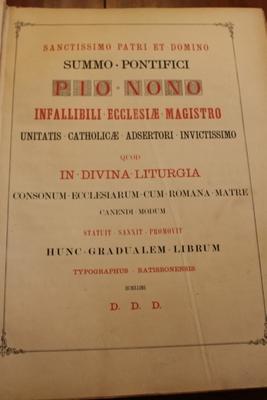 SANCTISSIMO PATRI ET DOMINO
SUMMO · PONTIFICI
PIO NONO
INFALLIBILI · ECCLESIÆ · MAGISTRO
UNITATIS · CATHOLICÆ · ADSERTORI · INVICTISSIMO
QUOD
IN · DIVINA · LITURGIA
CONSONUM · ECCLESIARUM · CUM · ROMANA · MATRE
CANENDI · MODUM
STATUIT · SANXIT · PROMOVIT
HUNC · GRADUALEM · LIBRUM
TYPOGRAPHUS · RATISBONENSIS
HUMILLIME
D. D. D.